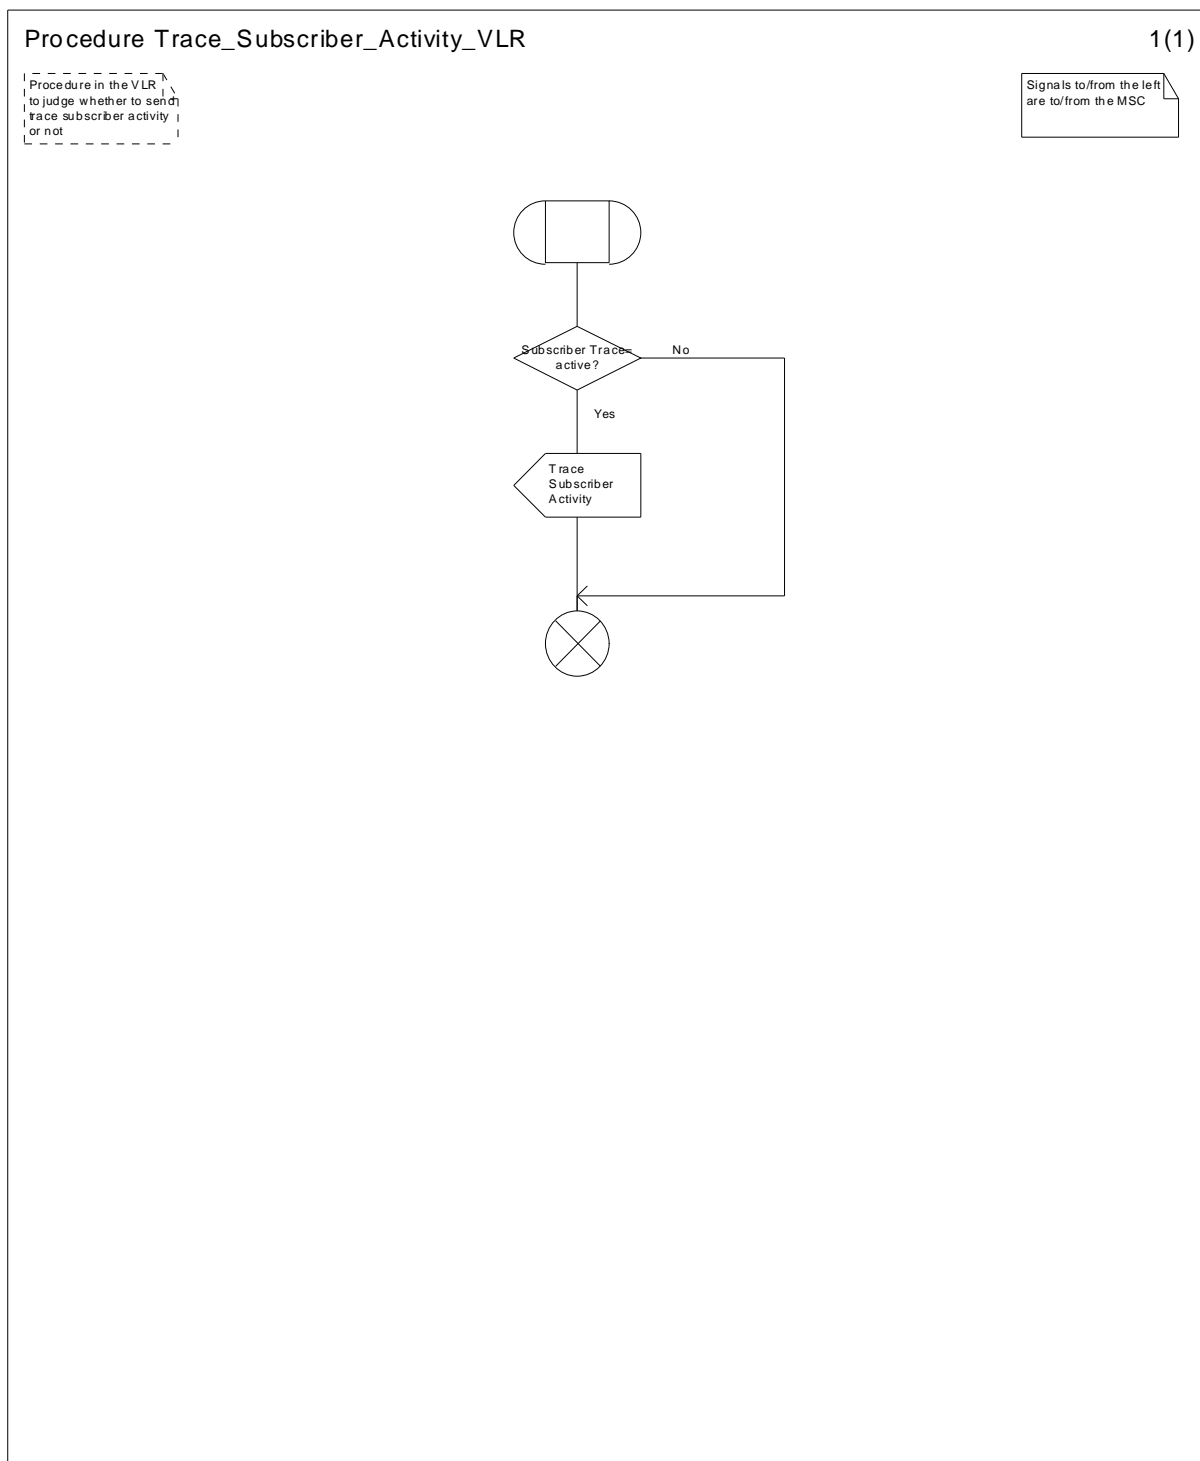 Procedure Trace_Subscriber_Activity_VLR
1(1)
Procedure in the VLR
to judge whether to send
trace subscriber activity
or not
Signals to/from the left
are to/from the MSC
Subscriber Trace=
active?
No
Yes
Trace
Subscriber
Activity